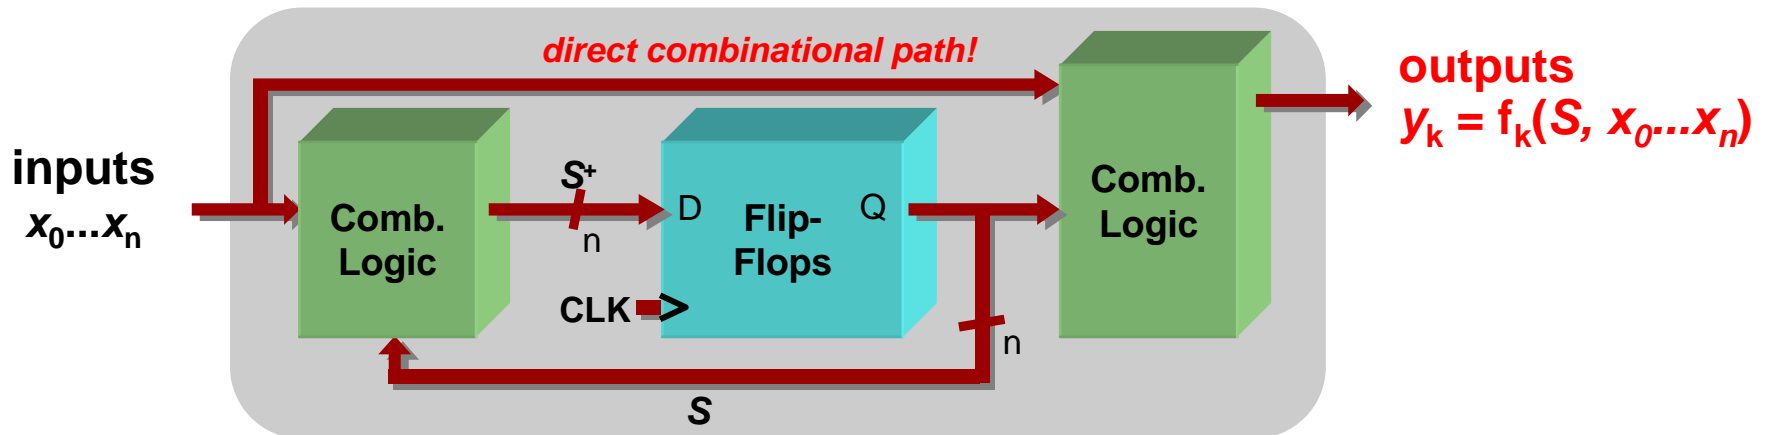 direct combinational path!
inputs
x₀...xₙ
Comb.
Logic
S⁺
n
D
Q
Flip-
Flops
CLK
n
S
Comb.
Logic
outputs
yₖ = fₖ(S, x₀...xₙ)